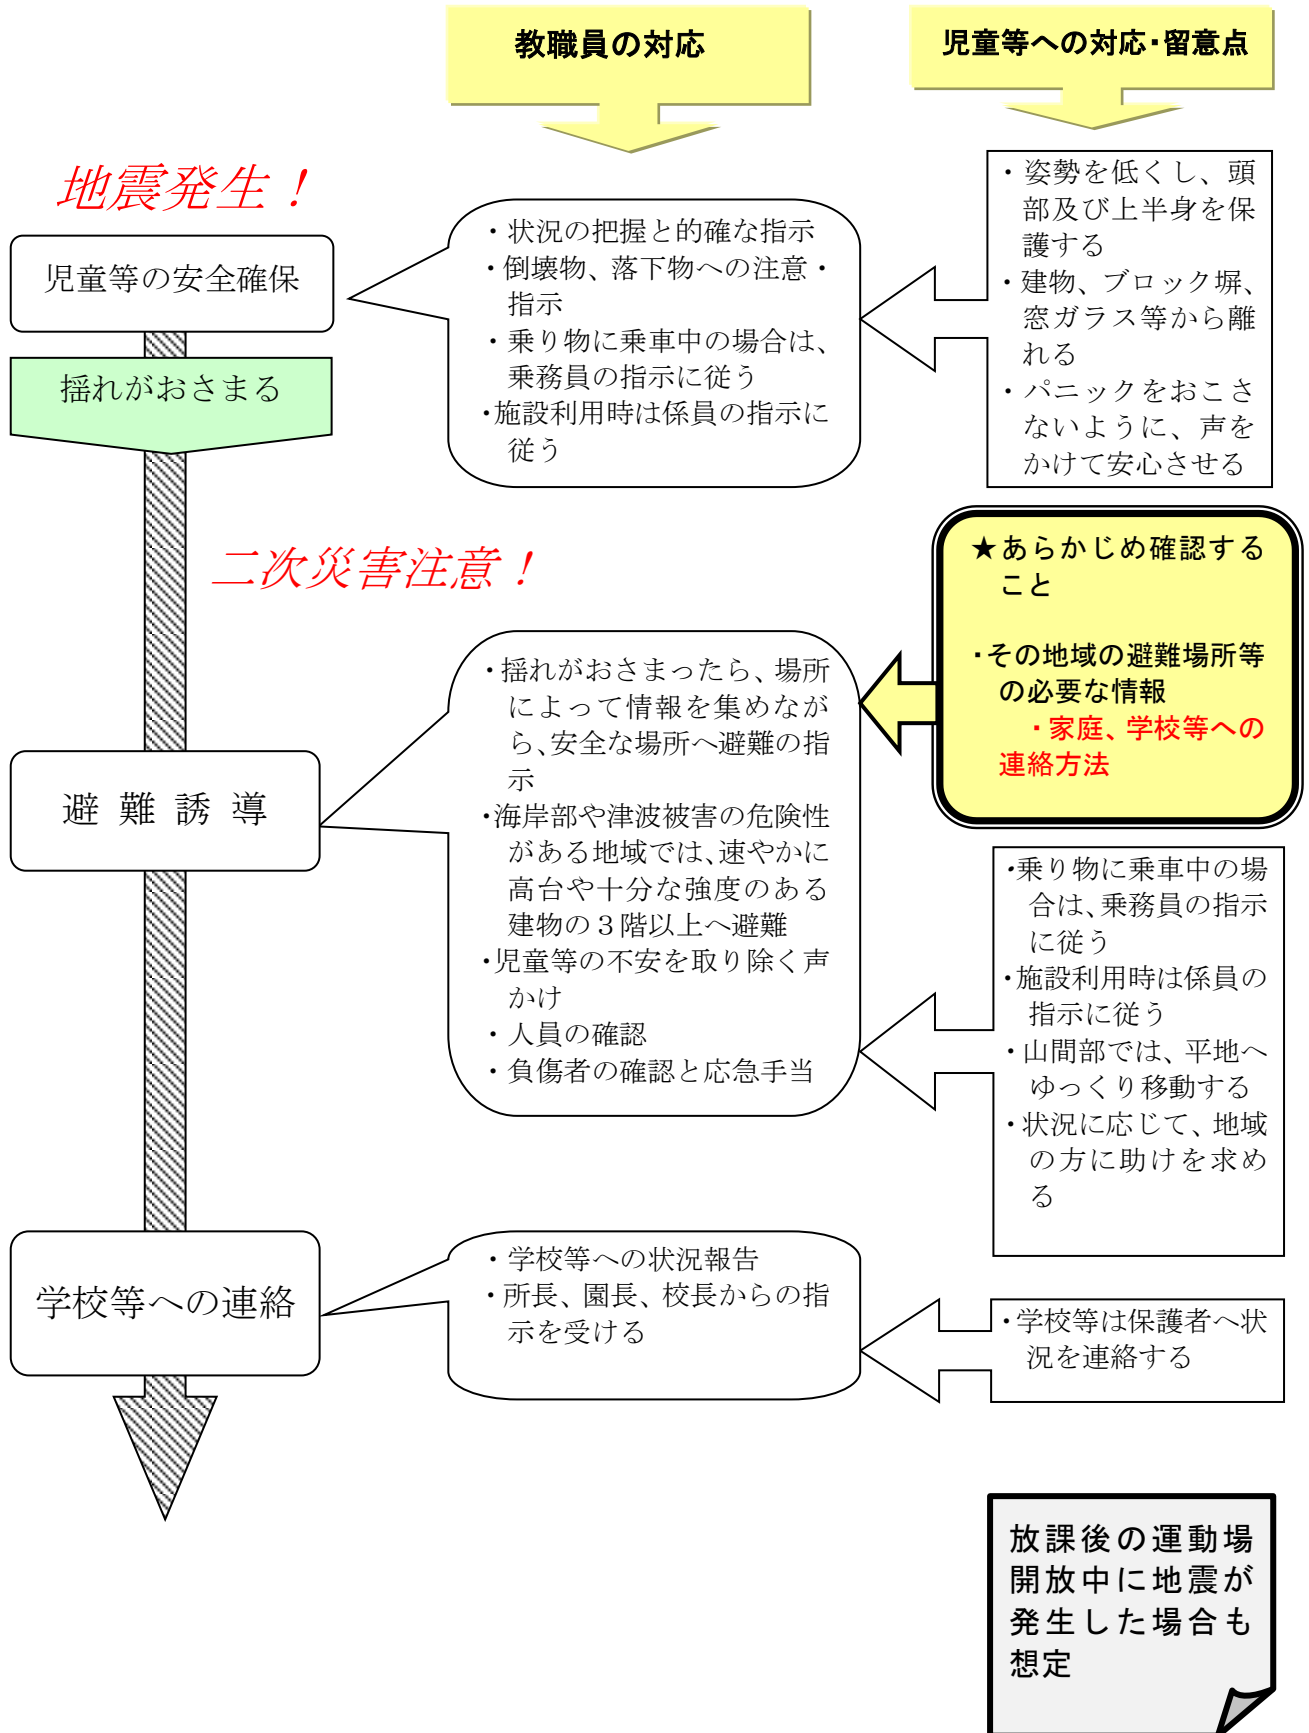 教職員の対応
児童等への対応・留意点
地震発生！
児童等の安全確保
揺れがおさまる
・状況の把握と的確な指示
・倒壊物、落下物への注意・
指示
・乗り物に乗車中の場合は、
乗務員の指示に従う
・施設利用時は係員の指示に
従う
・姿勢を低くし、頭
部及び上半身を保
護する
・建物、ブロック塀、
窓ガラス等から離
れる
・パニックをおこさ
ないように、声を
かけて安心させる
二次災害注意！
★あらかじめ確認する
こと
・その地域の避難場所等
の必要な情報
・家庭、学校等への
連絡方法
避難誘導
・揺れがおさまったら、場所
によって情報を集めなが
ら、安全な場所へ避難の指
示
・海岸部や津波被害の危険性
がある地域では、速やかに
高台や十分な強度のある
建物の３階以上へ避難
・児童等の不安を取り除く声
かけ
・人員の確認
・負傷者の確認と応急手当
・乗り物に乗車中の場
合は、乗務員の指示
に従う
・施設利用時は係員の
指示に従う
・山間部では、平地へ
ゆっくり移動する
・状況に応じて、地域
の方に助けを求め
る
学校等への連絡
・学校等への状況報告
・所長、園長、校長からの指
示を受ける
・学校等は保護者へ状
況を連絡する
放課後の運動場
開放中に地震が
発生した場合も
想定